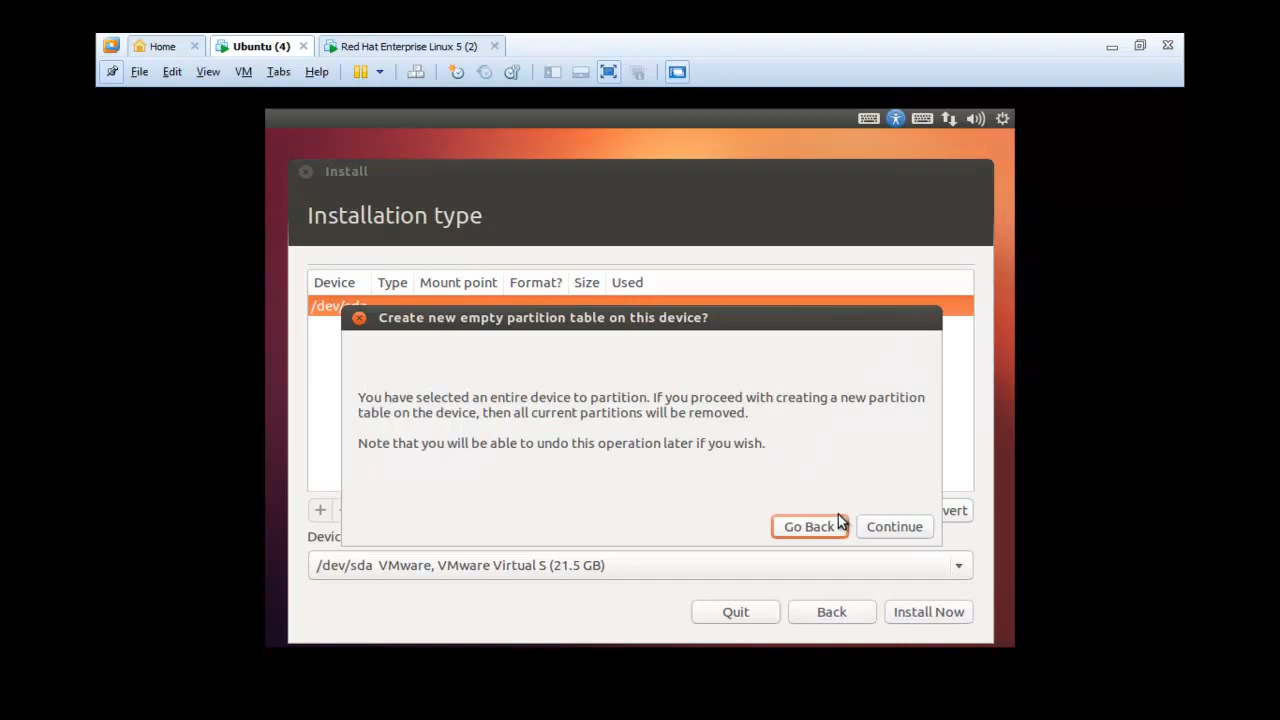 Home
Ubuntu (4)
Red Hat Enterprise Linux 5 (2)
File Edit View VM Tabs Help
Install
Installation type
Device Type Mount point Format? Size Used
/dev/sda
Create new empty partition table on this device?
You have selected an entire device to partition. If you proceed with creating a new partition
table on the device, then all current partitions will be removed.
Note that you will be able to undo this operation later if you wish.
+
Go Back Continue
vert
Devic
/dev/sda VMware, VMware Virtual S (21.5 GB)
Quit Back Install Now